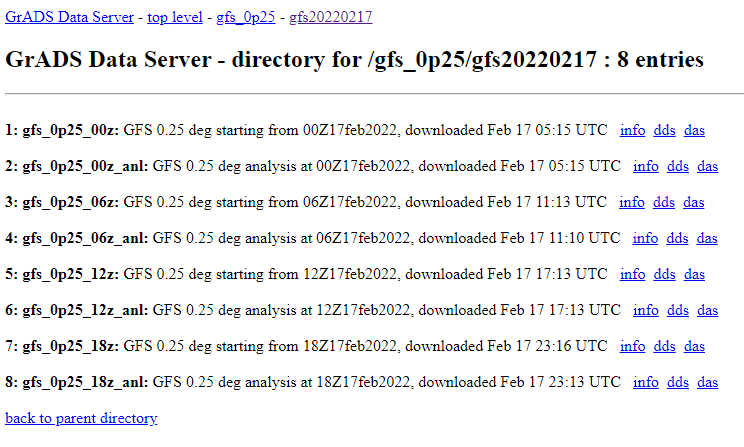 GrADS Data Server - top level - gfs_0p25 - gfs20220217
GrADS Data Server - directory for /gfs_0p25/gfs20220217 : 8 entries
1: gfs_0p25_00z: GFS 0.25 deg starting from 00Z17feb2022, downloaded Feb 17 05:15 UTC info dds das
2: gfs_0p25_00z_anl: GFS 0.25 deg analysis at 00Z17feb2022, downloaded Feb 17 05:15 UTC info dds das
3: gfs_0p25_06z: GFS 0.25 deg starting from 06Z17feb2022, downloaded Feb 17 11:13 UTC info dds das
4: gfs_0p25_06z_anl: GFS 0.25 deg analysis at 06Z17feb2022, downloaded Feb 17 11:10 UTC info dds das
5: gfs_0p25_12z: GFS 0.25 deg starting from 12Z17feb2022, downloaded Feb 17 17:13 UTC info dds das
6: gfs_0p25_12z_anl: GFS 0.25 deg analysis at 12Z17feb2022, downloaded Feb 17 17:13 UTC info dds das
7: gfs_0p25_18z: GFS 0.25 deg starting from 18Z17feb2022, downloaded Feb 17 23:16 UTC info dds das
8: gfs_0p25_18z_anl: GFS 0.25 deg analysis at 18Z17feb2022, downloaded Feb 17 23:13 UTC info dds das
back to parent directory